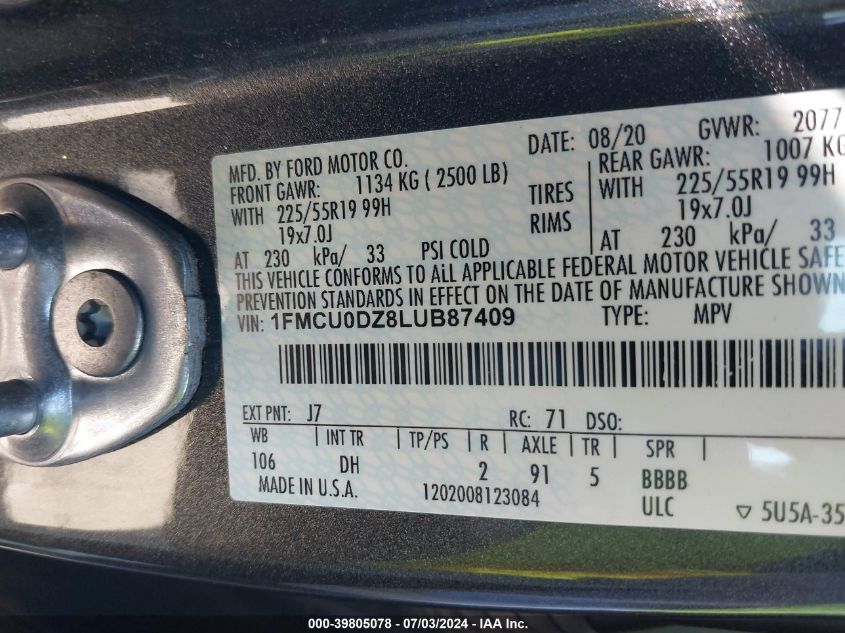 MFD. BY FORD MOTOR CO. DATE: 08/20 GVWR: 2077
FRONT GAWR: 1134 KG ( 2500 LB) REAR GAWR: 1007 KG
WITH 225/55R19 99H TIRES WITH 225/55R19 99H
19x7.0J RIMS 19x7.0J
AT 230 kPa/ 33 PSI COLD AT 230 kPa/ 33
THIS VEHICLE CONFORMS TO ALL APPLICABLE FEDERAL MOTOR VEHICLE SAFE
PREVENTION STANDARDS IN EFFECT ON THE DATE OF MANUFACTURE SHOWN
VIN: 1FMCU0DZ8LUB87409 TYPE: MPV
EXT PNT: J7 RC: 71 DSO:
WB INT TR TP/PS R AXLE TR SPR
106 DH 2 91 5 BBBB
MADE IN U.S.A. 1202008123084 ULC ▽ 5U5A-35
000-39805078 - 07/03/2024 - IAA Inc.